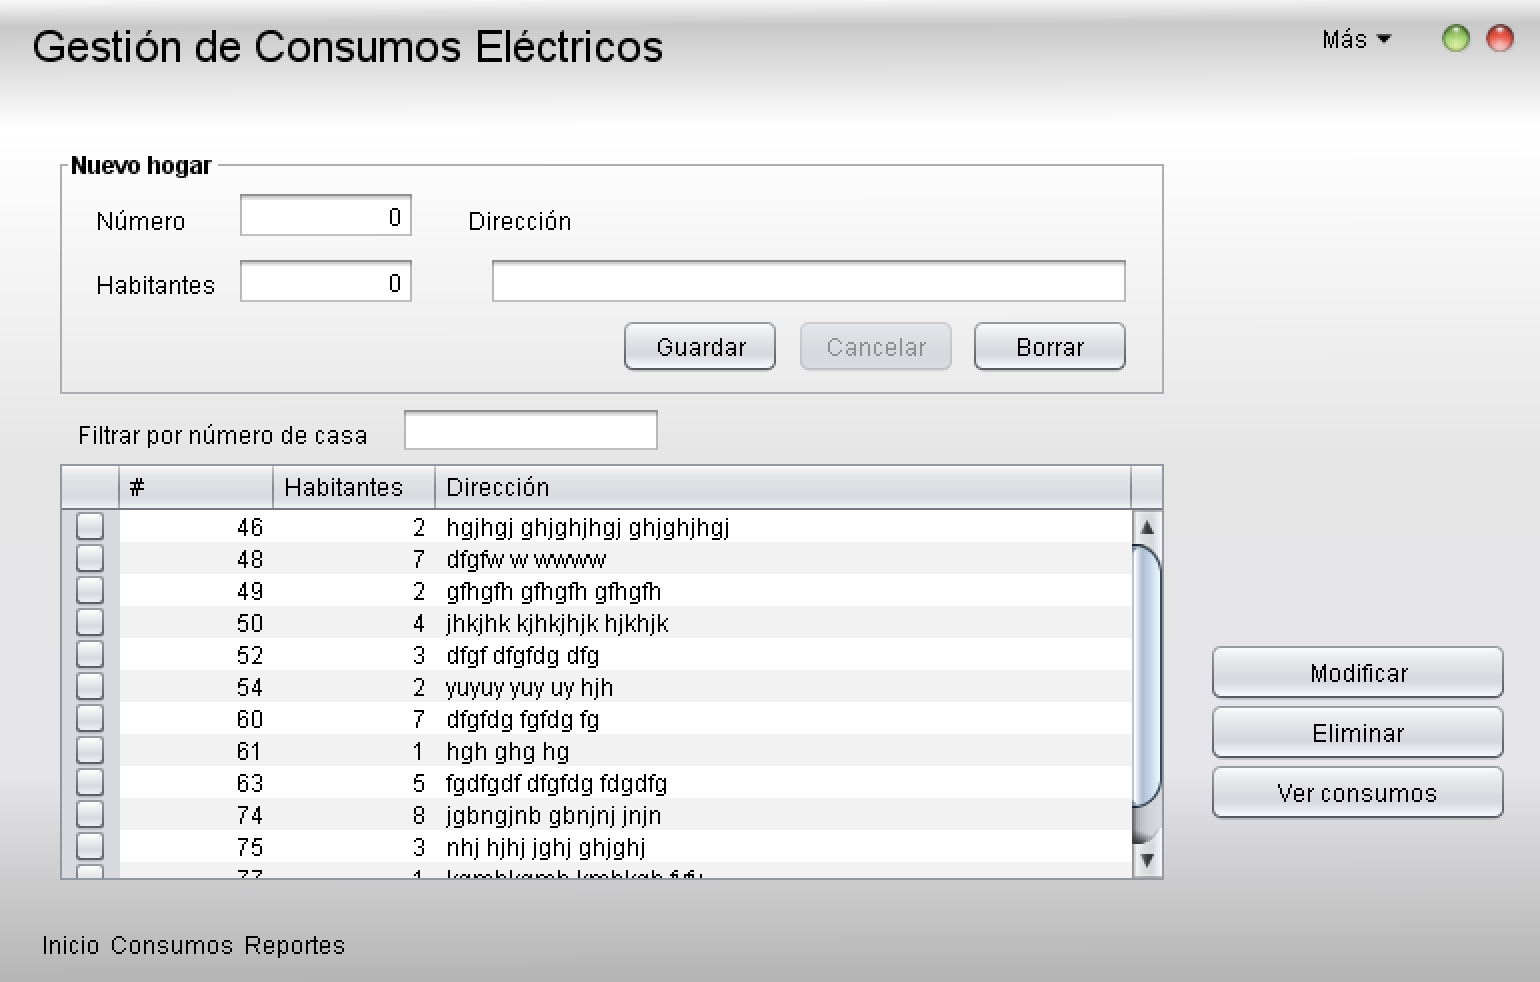 Gestión de Consumos Eléctricos
Más
Nuevo hogar
Número 0 Dirección
Habitantes 0
Guardar Cancelar Borrar
Filtrar por número de casa
# Habitantes Dirección
46 2 hgjhgj ghjghjhgj ghjghjhgj
48 7 dfgfw w wwww
49 2 gfhgfh gfhgfh gfhgfh
50 4 jhkjhk kjhkjhjk hjkhjk
52 3 dfgf dfgfdg dfg
54 2 yuyuy yuy uy hjh
60 7 dfgfdg fgfdg fg
61 1 hgh ghg hg
63 5 fgdfgdf dfgfdg fdgdfg
74 8 jgbngjnb gbnjnj jnjn
75 3 nhj hjhj jghj ghjghj
77 1
Modificar
Eliminar
Ver consumos
Inicio Consumos Reportes